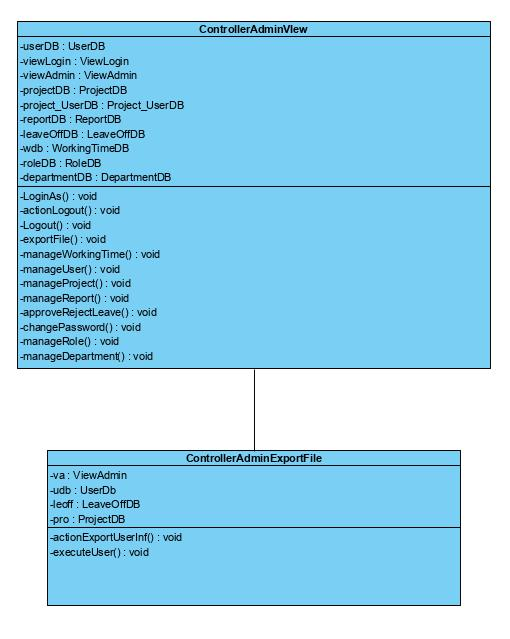 ControllerAdminVIew
-userDB : UserDB
-viewLogin : ViewLogin
-viewAdmin : ViewAdmin
-projectDB : ProjectDB
-project_UserDB : Project_UserDB
-reportDB : ReportDB
-leaveOffDB : LeaveOffDB
-wdb : WorkingTimeDB
-roleDB : RoleDB
-departmentDB : DepartmentDB
-LoginAs() : void
-actionLogout() : void
-Logout() : void
-exportFile() : void
-manageWorkingTime() : void
-manageUser() : void
-manageProject() : void
-manageReport() : void
-approveRejectLeave() : void
-changePassword() : void
-manageRole() : void
-manageDepartment() : void
ControllerAdminExportFile
-va : ViewAdmin
-udb : UserDb
-leoff : LeaveOffDB
-pro : ProjectDB
-actionExportUserInf() : void
-executeUser() : void